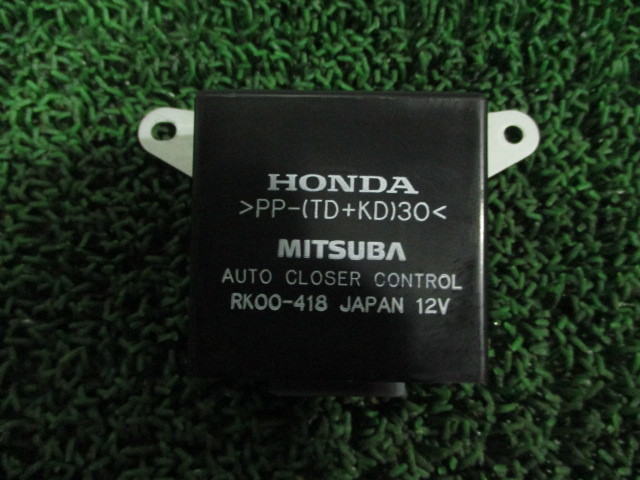 HONDA
>PP-(TD+KD)30<
MITSUBA
AUTO CLOSER CONTROL
RK00-418 JAPAN 12V